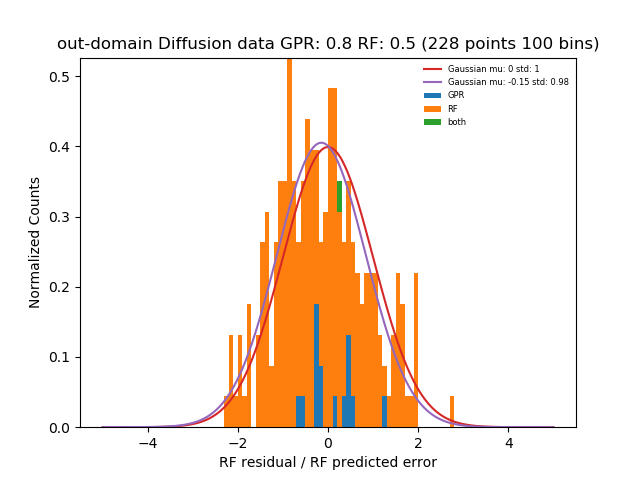 out-domain Diffusion data GPR: 0.8 RF: 0.5 (228 points 100 bins)
Gaussian mu: 0 std: 1
Gaussian mu: -0.15 std: 0.98
GPR
RF
both
Normalized Counts
0.5
0.4
0.3
0.2
0.1
0.0
−4
−2
0
2
4
RF residual / RF predicted error